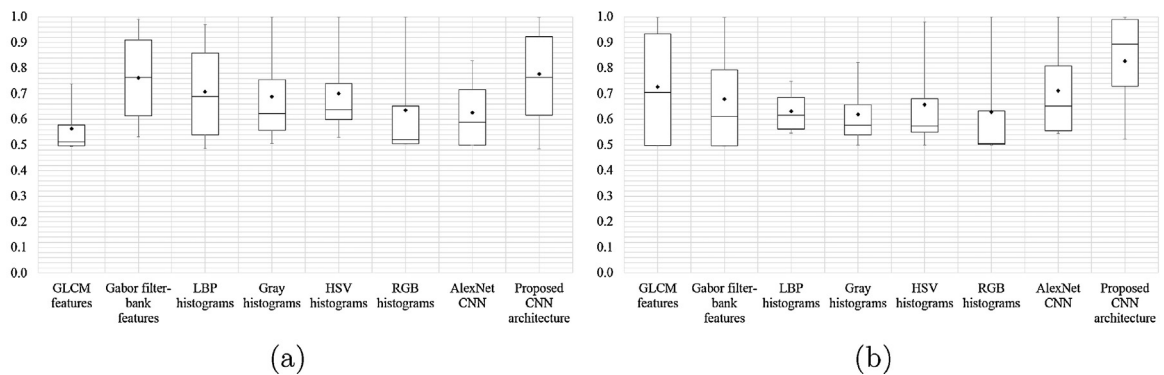 1.0
0.9
0.8
0.7
0.6
0.5
0.4
0.3
0.2
0.1
0.0
GLCM
features
Gabor filter-
bank
features
LBP
histograms
Gray
histograms
HSV
histograms
RGB
histograms
AlexNet
CNN
Proposed
CNN
architecture
(a)
1.0
0.9
0.8
0.7
0.6
0.5
0.4
0.3
0.2
0.1
0.0
GLCM
features
Gabor filter-
bank
features
LBP
histograms
Gray
histograms
HSV
histograms
RGB
histograms
AlexNet
CNN
Proposed
CNN
architecture
(b)